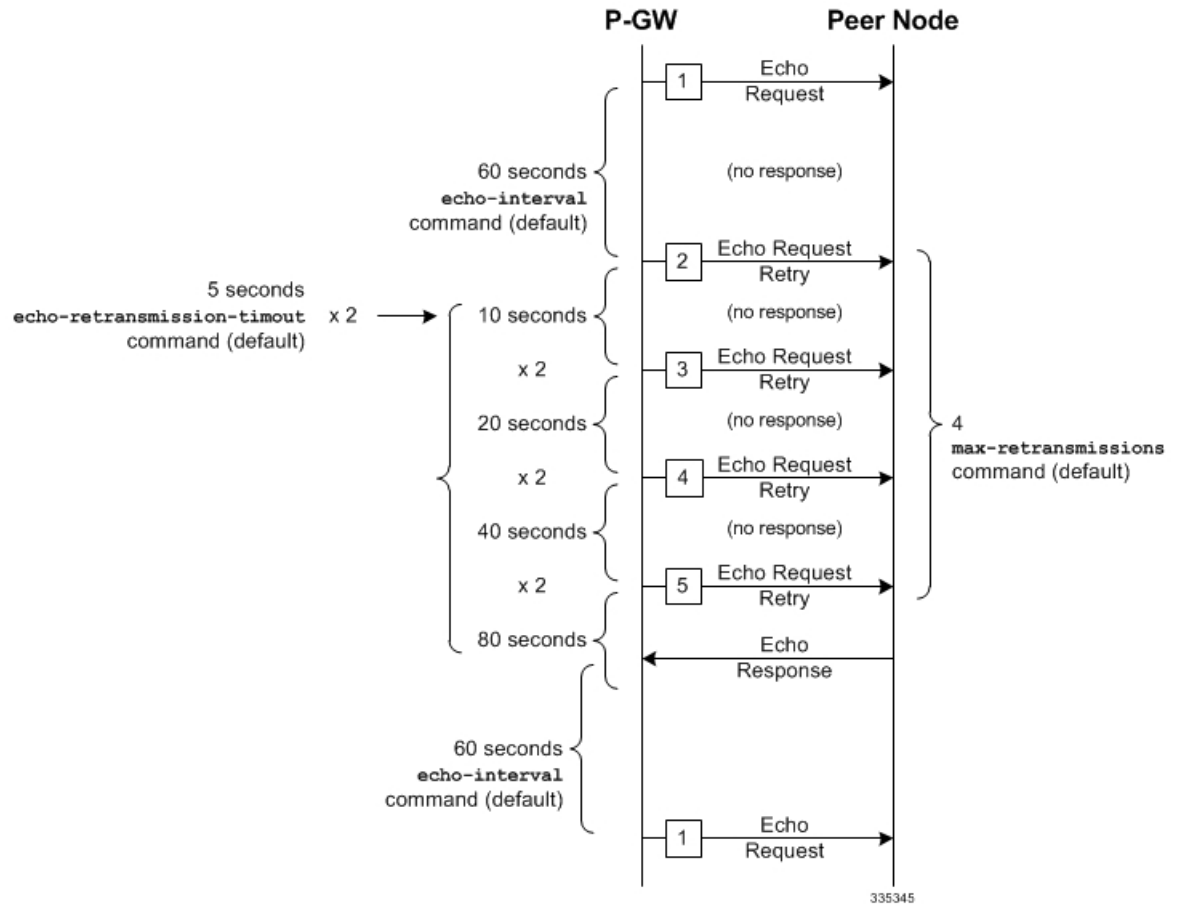 P-GW
Peer Node
1
Echo
Request
60 seconds
echo-interval
command (default)
(no response)
2
Echo Request
Retry
5 seconds
echo-retransmission-timout
command (default)
x 2
10 seconds
(no response)
x 2
3
Echo Request
Retry
20 seconds
(no response)
4
max-retransmissions
command (default)
x 2
4
Echo Request
Retry
40 seconds
(no response)
x 2
5
Echo Request
Retry
80 seconds
Echo
Response
60 seconds
echo-interval
command (default)
1
Echo
Request
335345